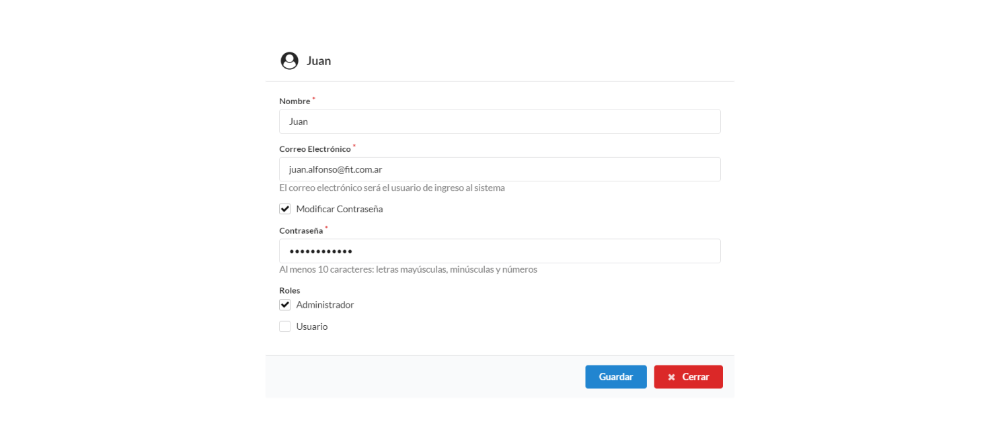 Juan
Nombre *
Juan
Correo Electrónico *
juan.alfonso@fit.com.ar
El correo electrónico será el usuario de ingreso al sistema
Modificar Contraseña
Contraseña *
••••••••••••
Al menos 10 caracteres: letras mayúsculas, minúsculas y números
Roles
Administrador
Usuario
Guardar
Cerrar